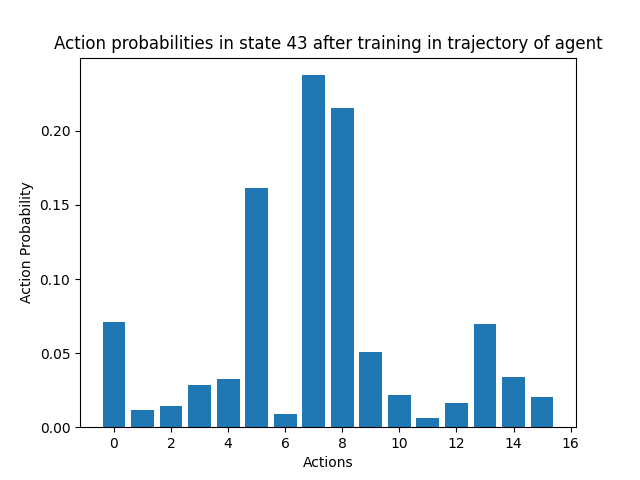 Action probabilities in state 43 after training in trajectory of agent
0.20
0.15
0.10
0.05
0.00
Action Probability
0 2 4 6 8 10 12 14 16
Actions